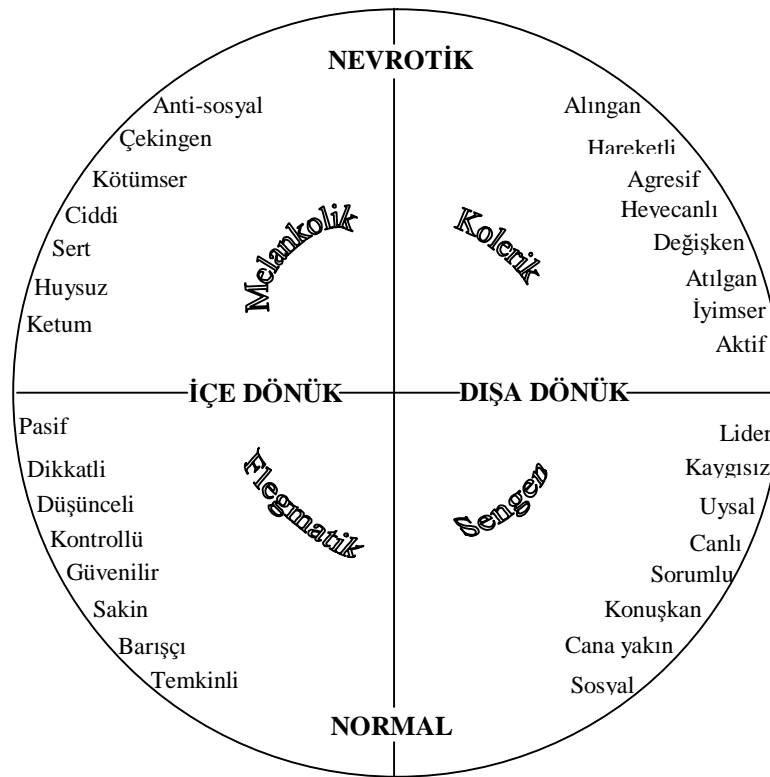 NEVROTİK
Anti-sosyal
Çekingen
Kötümser
Ciddi
Sert
Huysuz
Ketum
Melankolik
Alıngan
Hareketli
Agresif
Heyecanlı
Değişken
Atılgan
İyimser
Aktif
Kolerik
İÇE DÖNÜK
DIŞA DÖNÜK
Pasif
Dikkatli
Düşünceli
Kontrollü
Güvenilir
Sakin
Barışçı
Temkinli
Flegmatik
Lider
Kaygısız
Uysal
Canlı
Sorumlu
Konuşkan
Cana yakın
Sosyal
Sengen
NORMAL